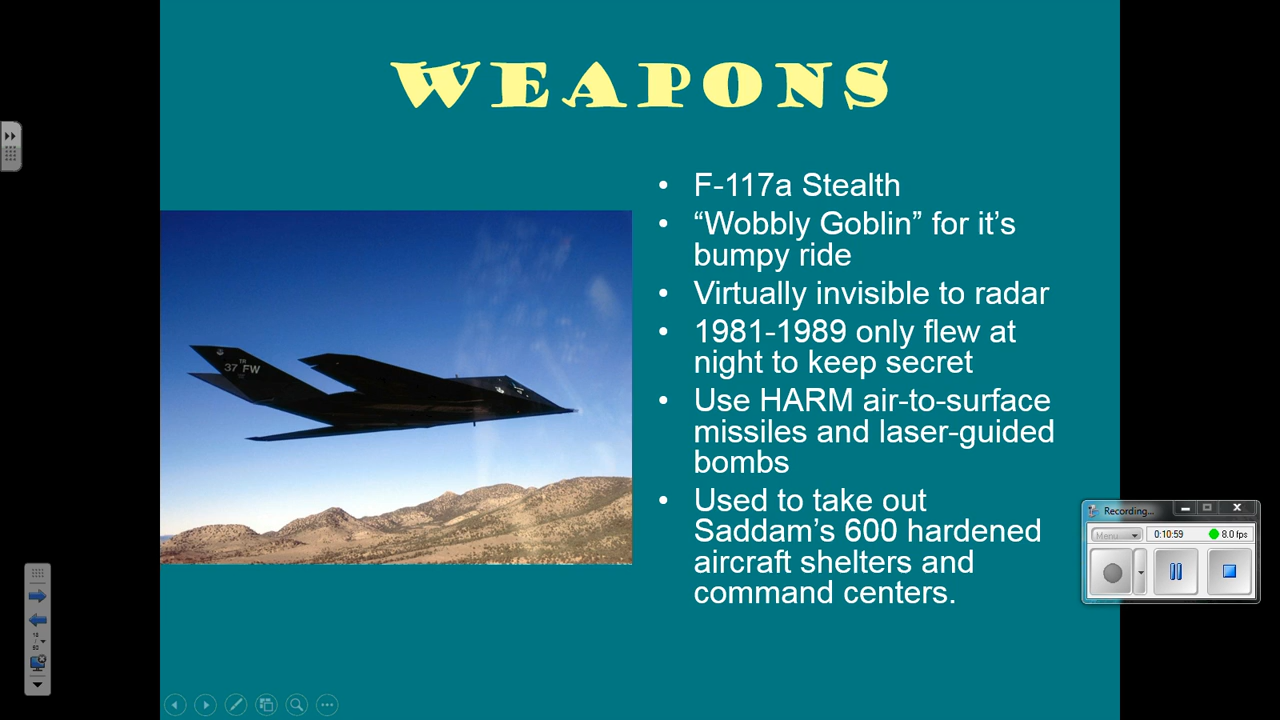 WEAPONS
• F-117a Stealth
• “Wobbly Goblin” for it’s
bumpy ride
• Virtually invisible to radar
• 1981-1989 only flew at
night to keep secret
• Use HARM air-to-surface
missiles and laser-guided
bombs
• Used to take out
Saddam’s 600 hardened
aircraft shelters and
command centers.
37 FW
Recording...
Menu
0:10:59
8.0 fps